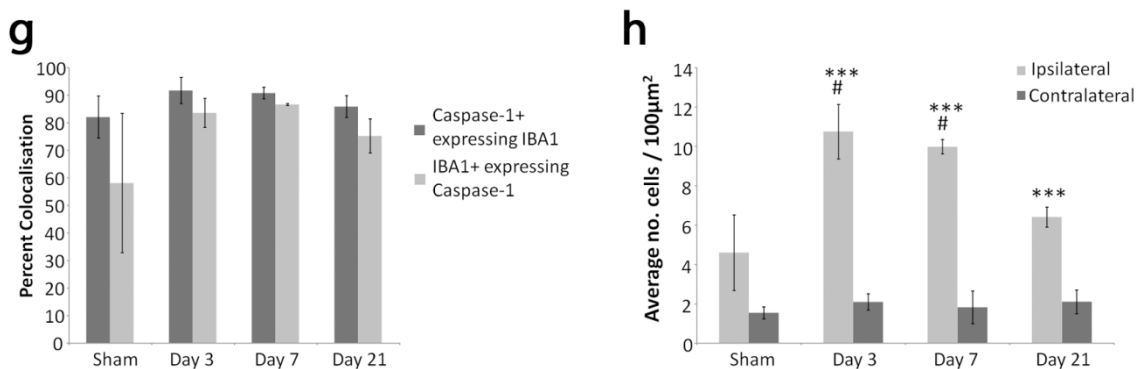 g
Percent Colocalisation
100
90
80
70
60
50
40
30
20
10
0
Sham
Day 3
Day 7
Day 21
Caspase-1+
expressing IBA1
IBA1+ expressing
Caspase-1
h
Average no. cells / 100µm²
14
12
10
8
6
4
2
0
***
#
***
#
***
Sham
Day 3
Day 7
Day 21
Ipsilateral
Contralateral